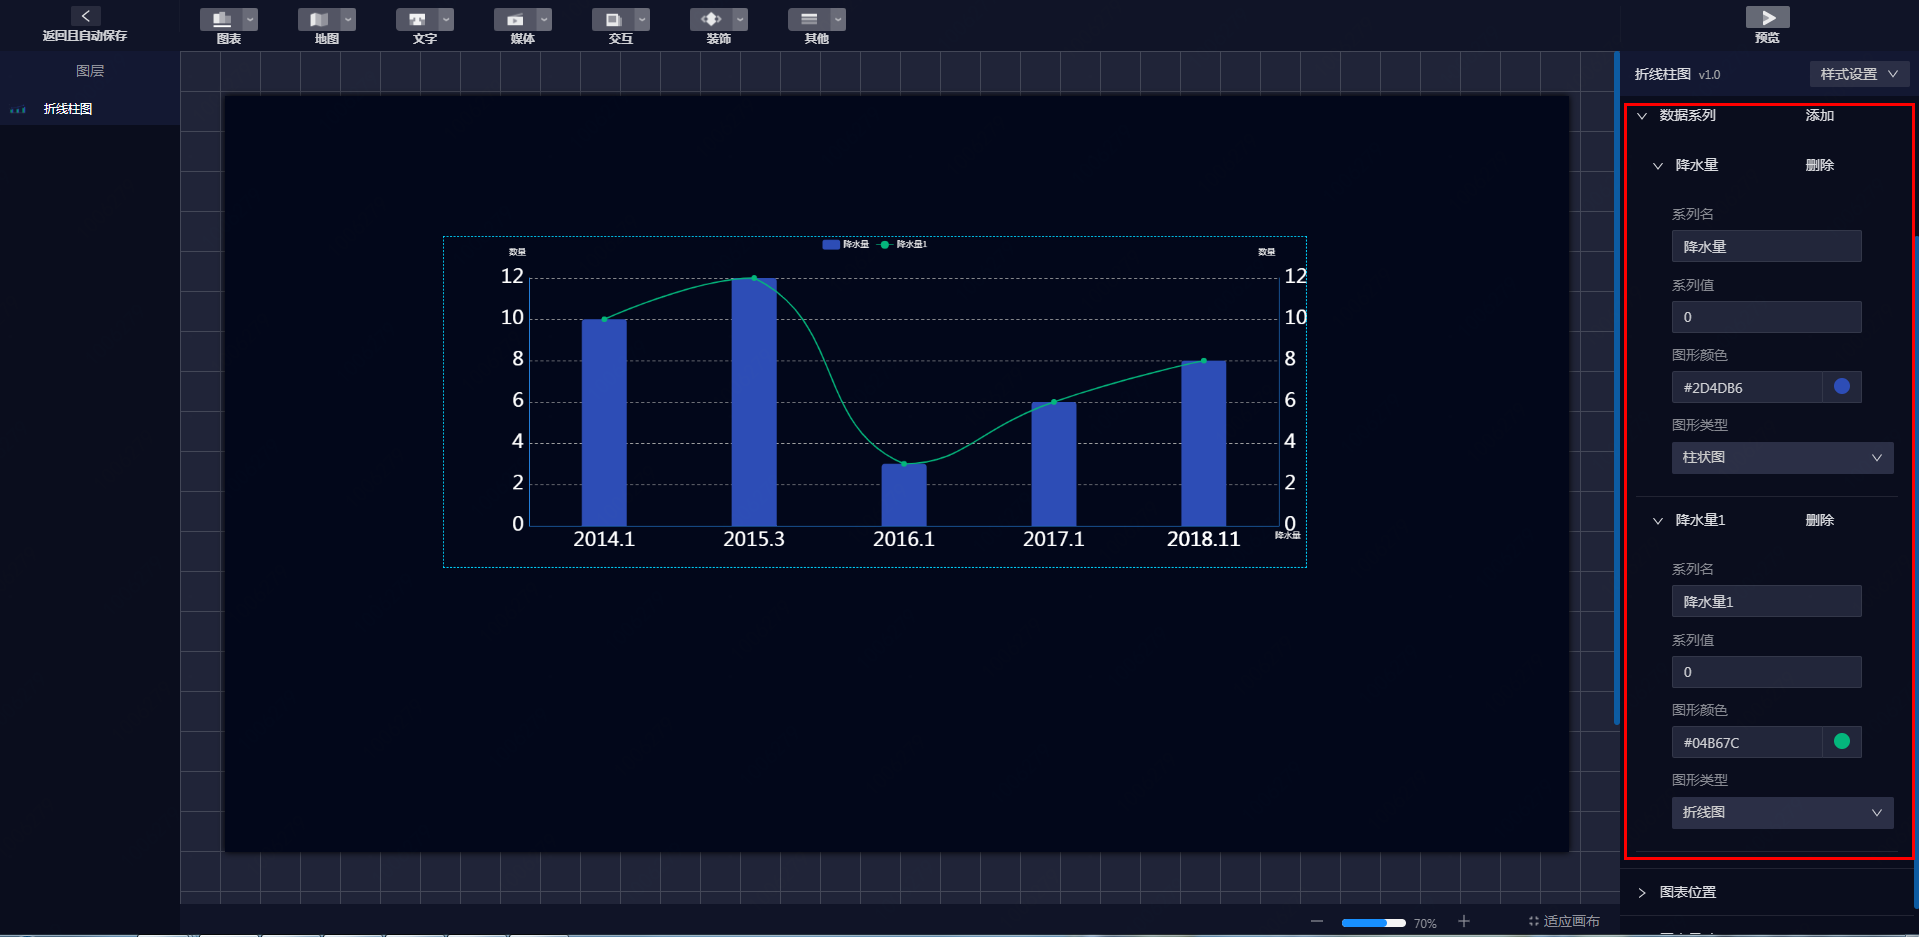 返回且自动保存
图表
地图
文字
媒体
交互
装饰
其他
预览
图层
折线柱图
折线柱图 v1.0
样式设置
数据系列 添加
降水量 删除
系列名
降水量
系列值
0
图形颜色
#2D4DB6
图形类型
柱状图
降水量1 删除
系列名
降水量1
系列值
0
图形颜色
#04B67C
图形类型
折线图
图表位置
降水量 降水量1
数量 数量
12 12
10 10
8 8
6 6
4 4
2 2
0 0
2014.1 2015.3 2016.1 2017.1 2018.11 降水量
70%
适应画布